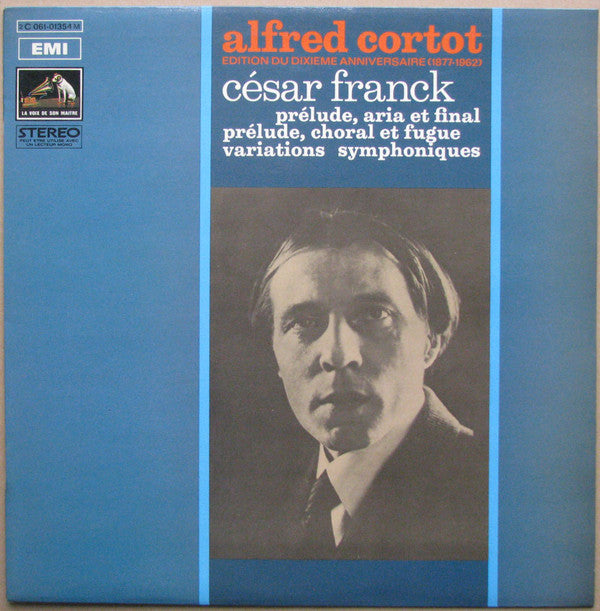 2 C 061-01354 M
EMI
LA VOIX DE SON MAITRE
STEREO
PEUT ETRE UTILISE AVEC
UN LECTEUR MONO
alfred cortot
EDITION DU DIXIEME ANNIVERSAIRE (1877-1962)
césar franck
prélude, aria et final
prélude, choral et fugue
variations symphoniques